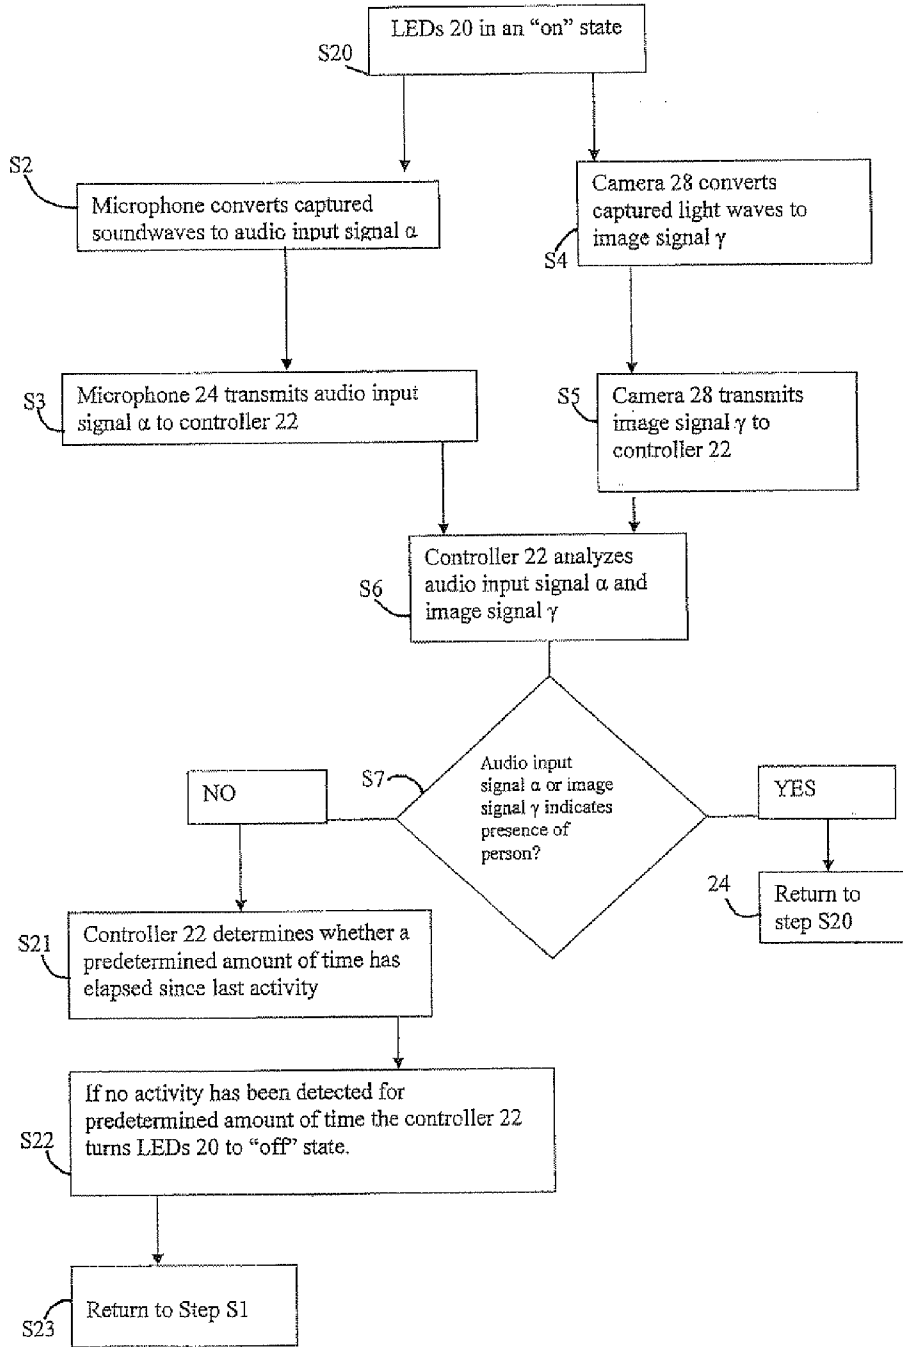 LEDs 20 in an “on” state
S20
S2
Microphone converts captured
soundwaves to audio input signal α
Camera 28 converts
captured light waves to
image signal γ
S4
S3
Microphone 24 transmits audio input
signal α to controller 22
S5
Camera 28 transmits
image signal γ to
controller 22
S6
Controller 22 analyzes
audio input signal α and
image signal γ
S7
Audio input
signal α or image
signal γ indicates
presence of
person?
NO
YES
24
Return to
step S20
S21
Controller 22 determines whether a
predetermined amount of time has
elapsed since last activity
S22
If no activity has been detected for
predetermined amount of time the controller 22
turns LEDs 20 to “off” state.
S23
Return to Step S1